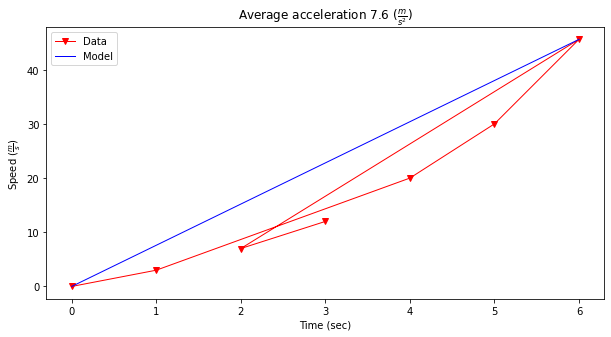 Average acceleration 7.6 (m/s²)
Data
Model
Speed (m/s)
40
30
20
10
0
0 1 2 3 4 5 6
Time (sec)